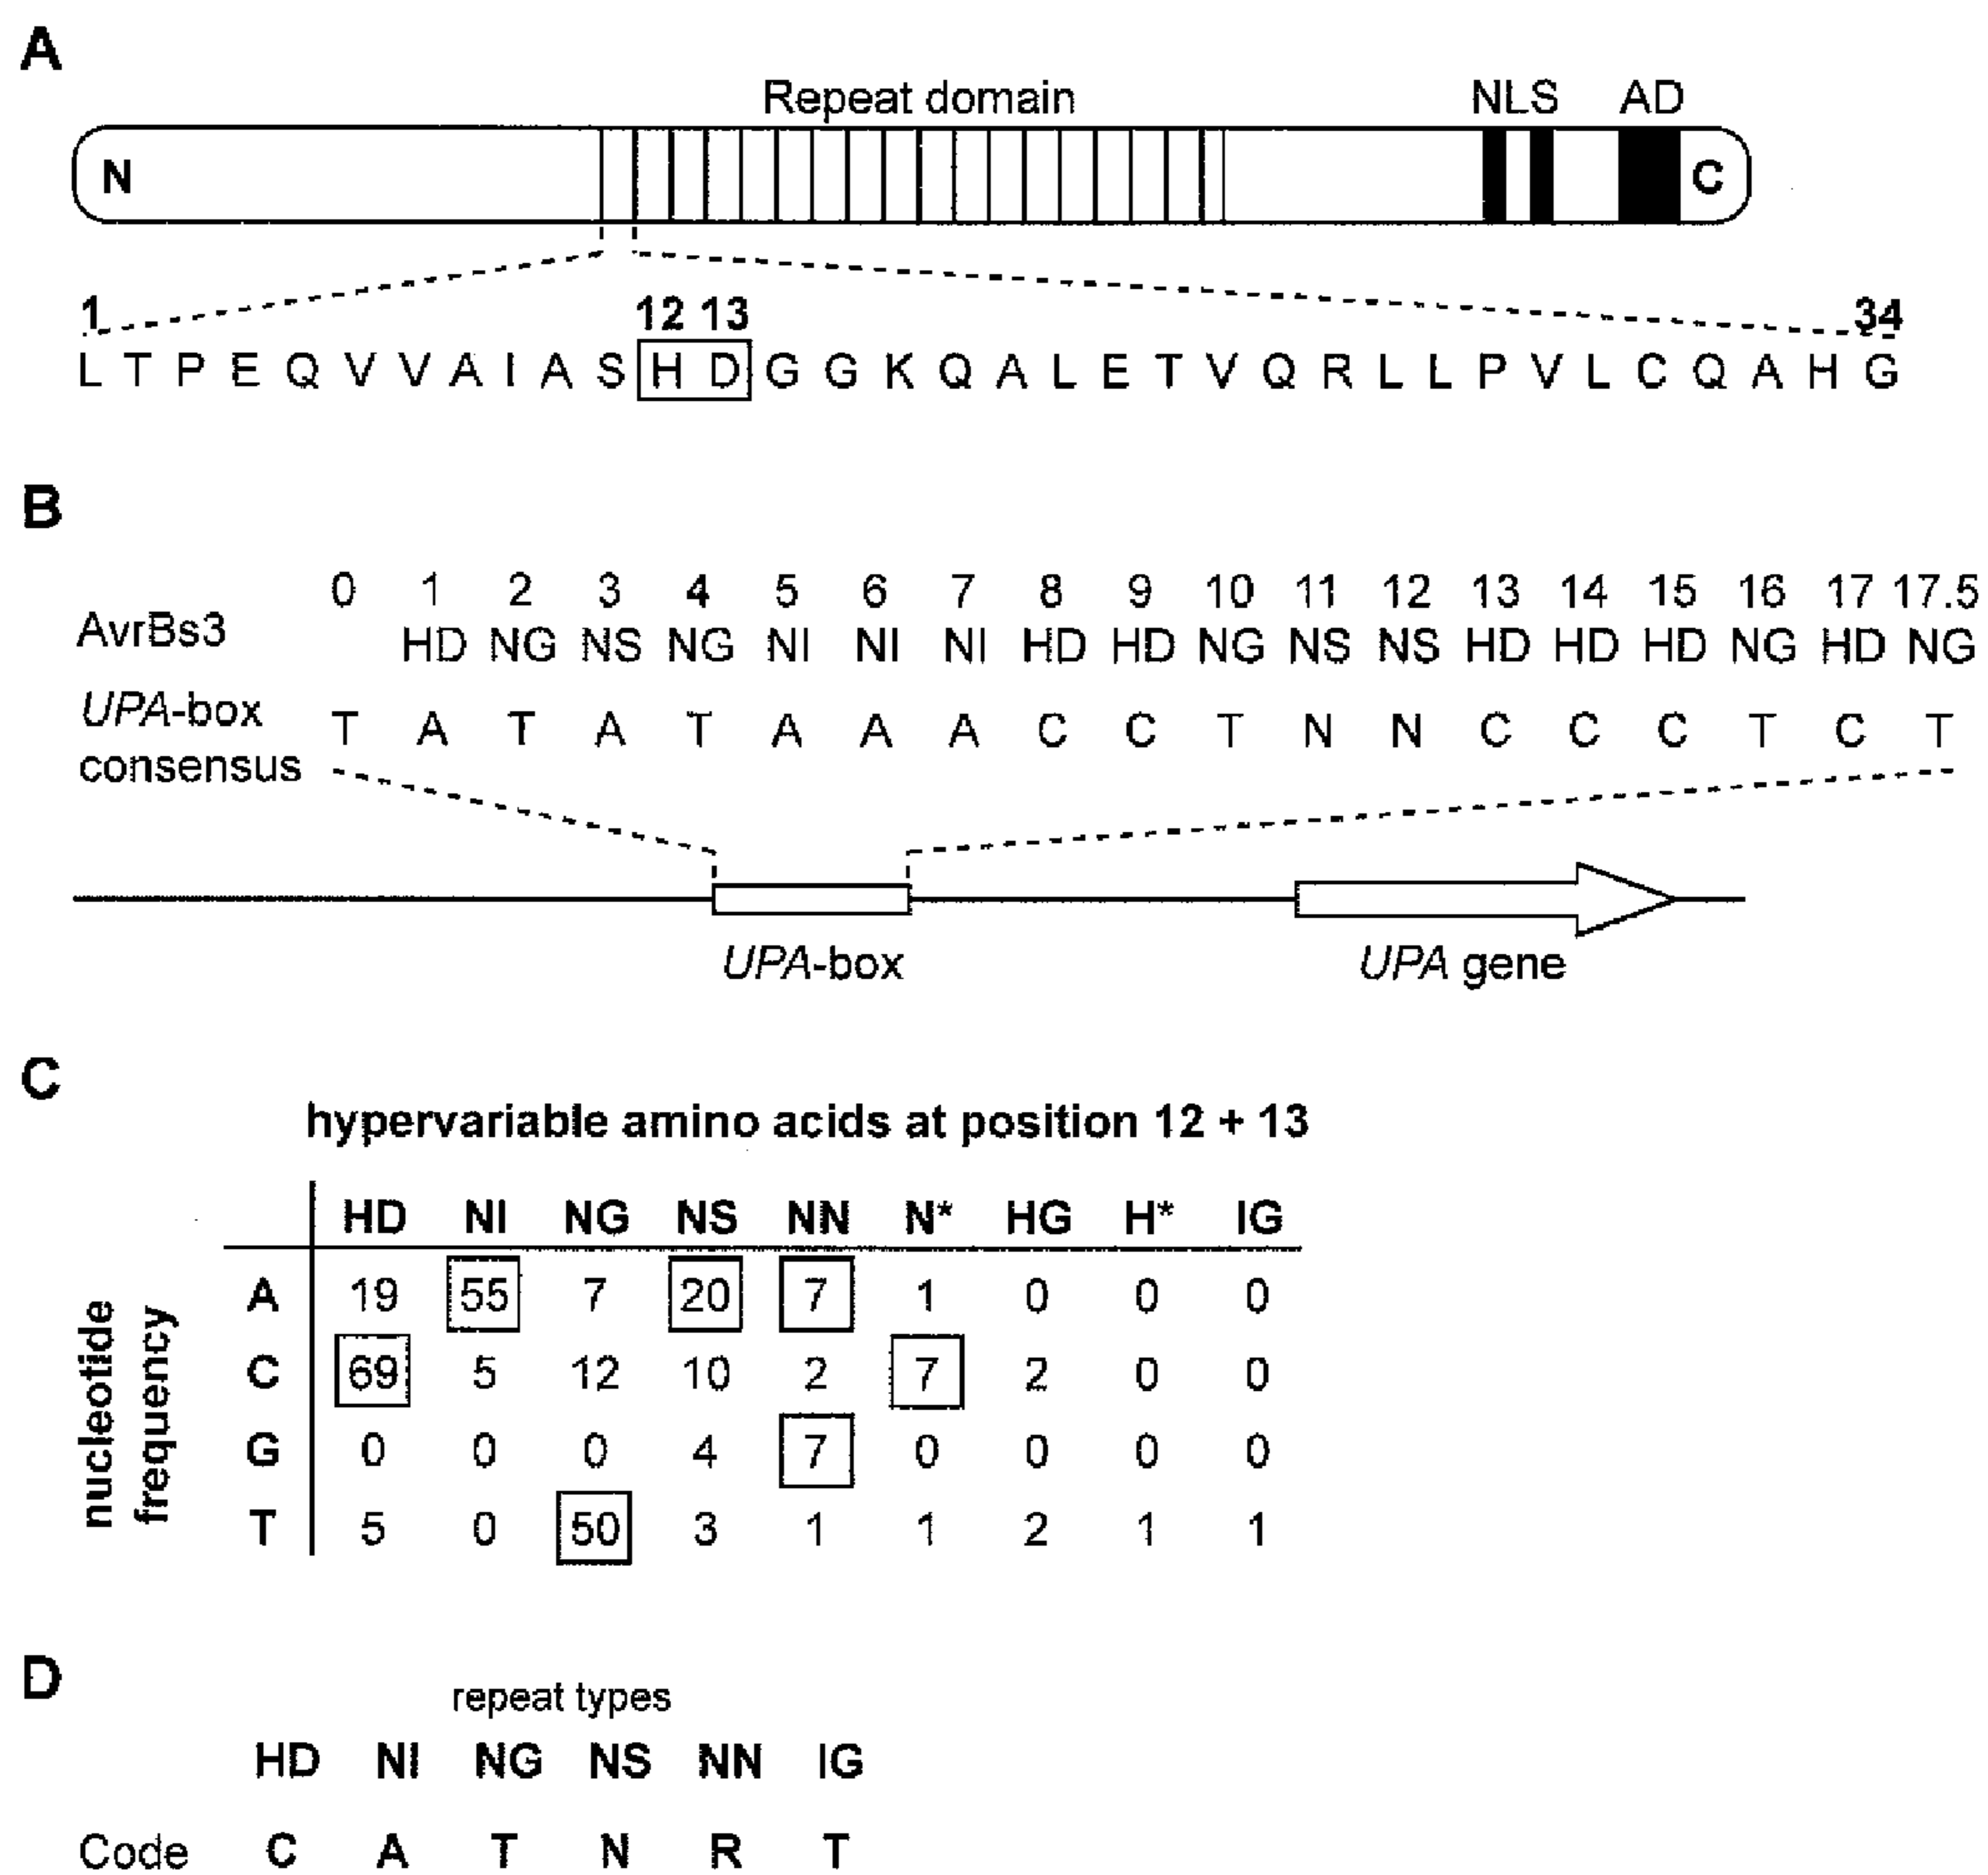 A
Repeat domain NLS AD
N C
1 12 13 34
L T P E Q V V A I A S H D G G K Q A L E T V Q R L L P V L C Q A H G
B
0 1 2 3 4 5 6 7 8 9 10 11 12 13 14 15 16 17 17.5
AvrBs3
HD NG NS NG NI NI NI HD HD NG NS NS HD HD HD NG HD NG
UPA-box
consensus
T A T A T A A A C C T N N C C C T C T
UPA-box UPA gene
C
hypervariable amino acids at position 12 + 13
HD NI NG NS NN N* HG H* IG
nucleotide
frequency
A 19 55 7 20 7 1 0 0 0
C 69 5 12 10 2 7 2 0 0
G 0 0 0 4 7 0 0 0 0
T 5 0 50 3 1 1 2 1 1
D
repeat types
HD NI NG NS NN IG
Code C A T N R T